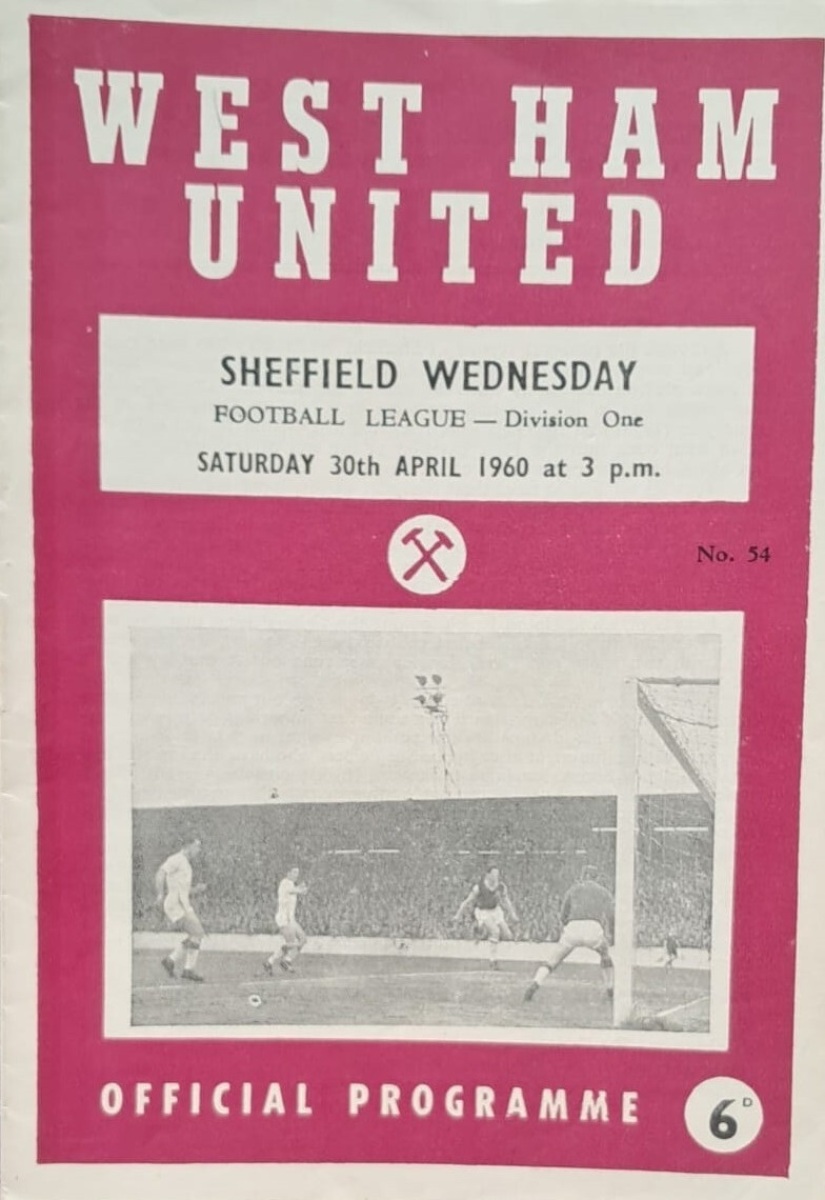 WEST HAM
UNITED
SHEFFIELD WEDNESDAY
FOOTBALL LEAGUE — Division One
SATURDAY 30th APRIL 1960 at 3 p.m.
No. 54
OFFICIAL PROGRAMME
6D